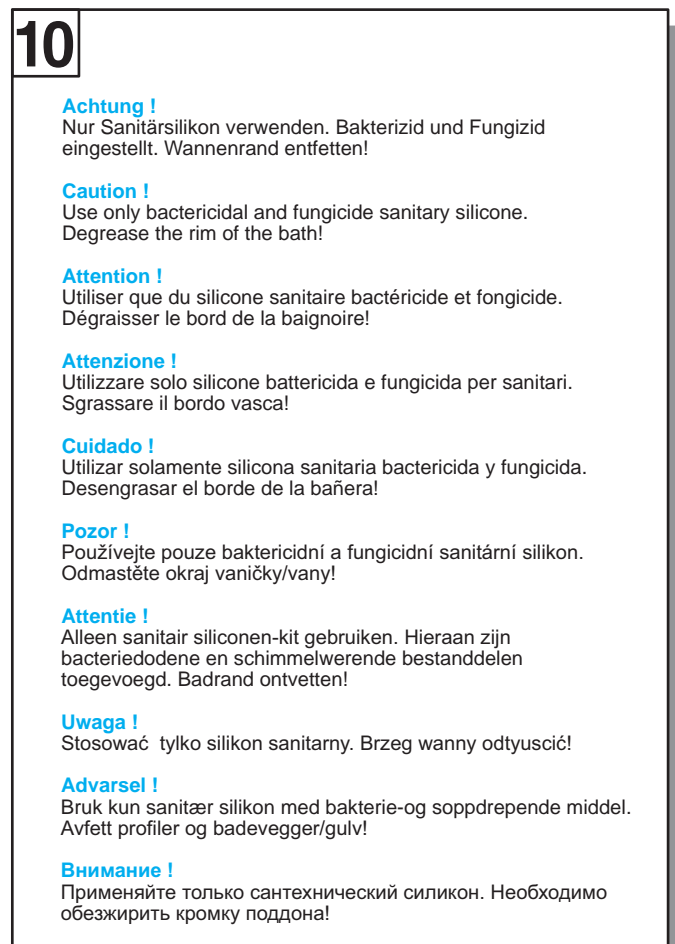 10
Achtung !
Nur Sanitärsilikon verwenden. Bakterizid und Fungizid
eingestellt. Wannenrand entfetten!
Caution !
Use only bactericidal and fungicide sanitary silicone.
Degrease the rim of the bath!
Attention !
Utiliser que du silicone sanitaire bactéricide et fongicide.
Dégraisser le bord de la baignoire!
Attenzione !
Utilizzare solo silicone battericida e fungicida per sanitari.
Sgrassare il bordo vasca!
Cuidado !
Utilizar solamente silicona sanitaria bactericida y fungicida.
Desengrasar el borde de la bañera!
Pozor !
Používejte pouze baktericidní a fungicidní sanitární silikon.
Odmastěte okraj vaničky/vany!
Attentie !
Alleen sanitair siliconen-kit gebruiken. Hieraan zijn
bacteriedodene en schimmelwerende bestanddelen
toegevoegd. Badrand ontvetten!
Uwaga !
Stosować  tylko silikon sanitarny. Brzeg wanny odtyuscić!
Advarsel !
Bruk kun sanitær silikon med bakterie-og soppdrepende middel.
Avfett profiler og badevegger/gulv!
Внимание !
Применяйте только сантехнический силикон. Необходимо
обезжирить кромку поддона!